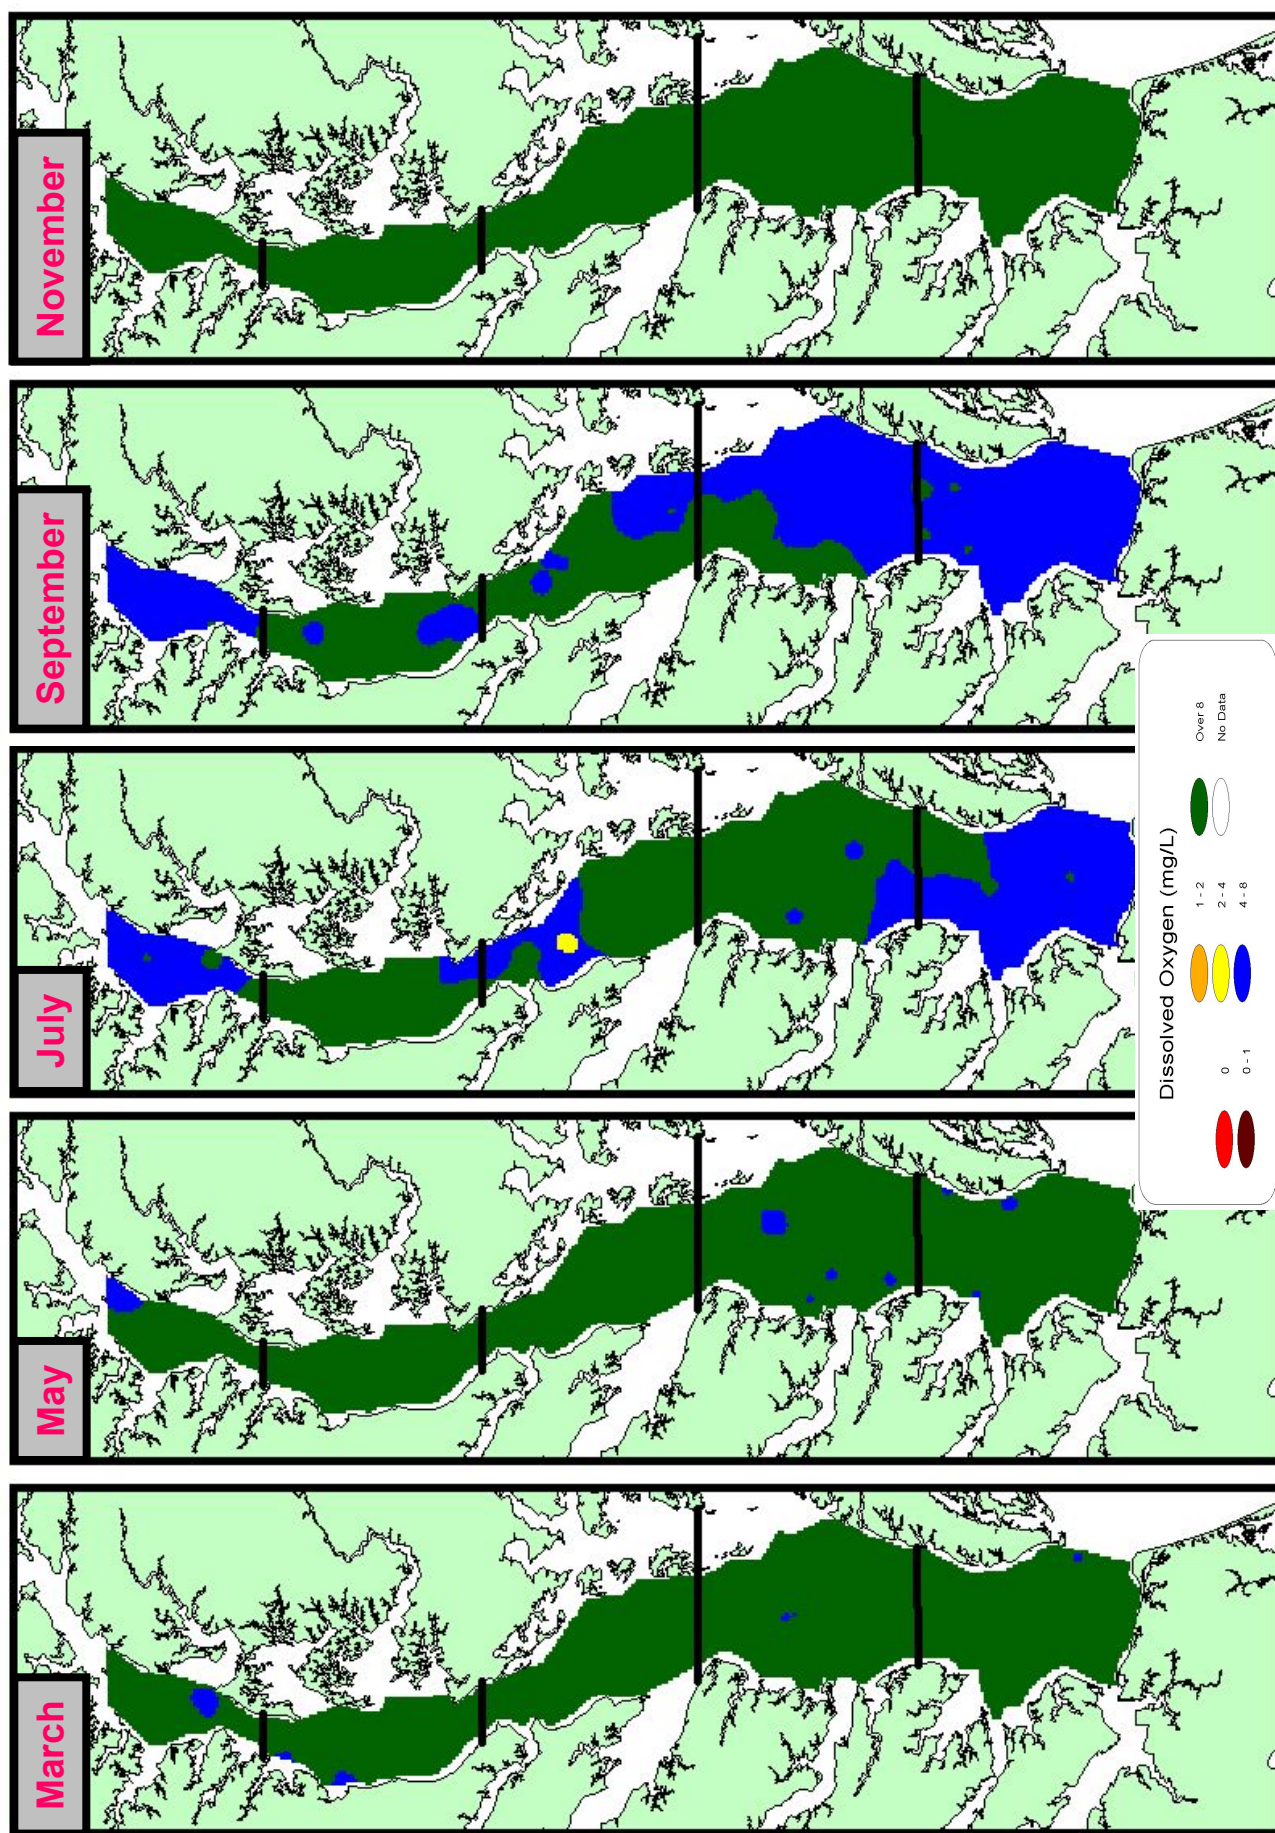 March
May
July
September
November
Dissolved Oxygen (mg/L)
0
0 - 1
1 - 2
2 - 4
4 - 8
Over 8
No Data